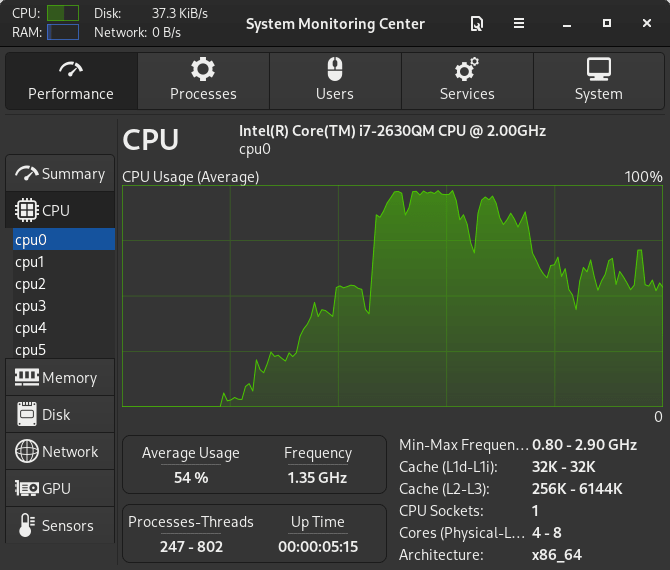 CPU: Disk: 37.3 KiB/s
RAM: Network: 0 B/s
System Monitoring Center
Performance Processes Users Services System
Summary
CPU
cpu0
cpu1
cpu2
cpu3
cpu4
cpu5
Memory
Disk
Network
GPU
Sensors
CPU
Intel(R) Core(TM) i7-2630QM CPU @ 2.00GHz
cpu0
CPU Usage (Average) 100%
0
Average Usage Frequency
54 % 1.35 GHz
Processes-Threads Up Time
247 - 802 00:00:05:15
Min-Max Frequen... 0.80 - 2.90 GHz
Cache (L1d-L1i): 32K - 32K
Cache (L2-L3): 256K - 6144K
CPU Sockets: 1
Cores (Physical-L... 4 - 8
Architecture: x86_64